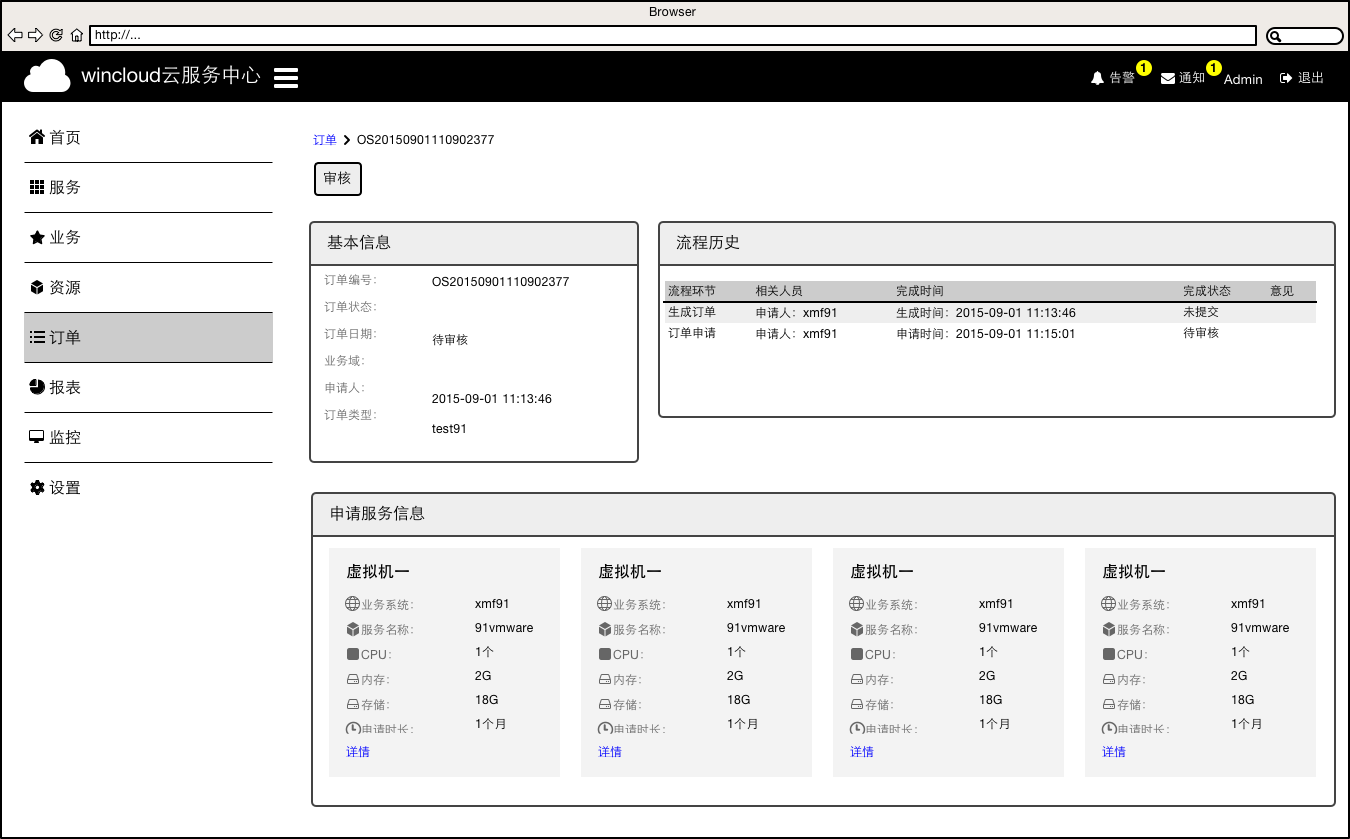 Browser
http://...
wincloud云服务中心
告警 1 通知 1 Admin 退出
首页
服务
业务
资源
订单
报表
监控
设置
订单 OS20150901110902377
审核
基本信息
订单编号: OS20150901110902377
订单状态:
订单日期: 待审核
业务域:
申请人: 2015-09-01 11:13:46
订单类型:
test91
流程历史
流程环节 相关人员 完成时间 完成状态 意见
生成订单 申请人: xmf91 生成时间: 2015-09-01 11:13:46 未提交
订单申请 申请人: xmf91 申请时间: 2015-09-01 11:15:01 待审核
申请服务信息
虚拟机一
业务系统: xmf91
服务名称: 91vmware
CPU: 1个
内存: 2G
存储: 18G
申请时长: 1个月
详情
虚拟机一
业务系统: xmf91
服务名称: 91vmware
CPU: 1个
内存: 2G
存储: 18G
申请时长: 1个月
详情
虚拟机一
业务系统: xmf91
服务名称: 91vmware
CPU: 1个
内存: 2G
存储: 18G
申请时长: 1个月
详情
虚拟机一
业务系统: xmf91
服务名称: 91vmware
CPU: 1个
内存: 2G
存储: 18G
申请时长: 1个月
详情